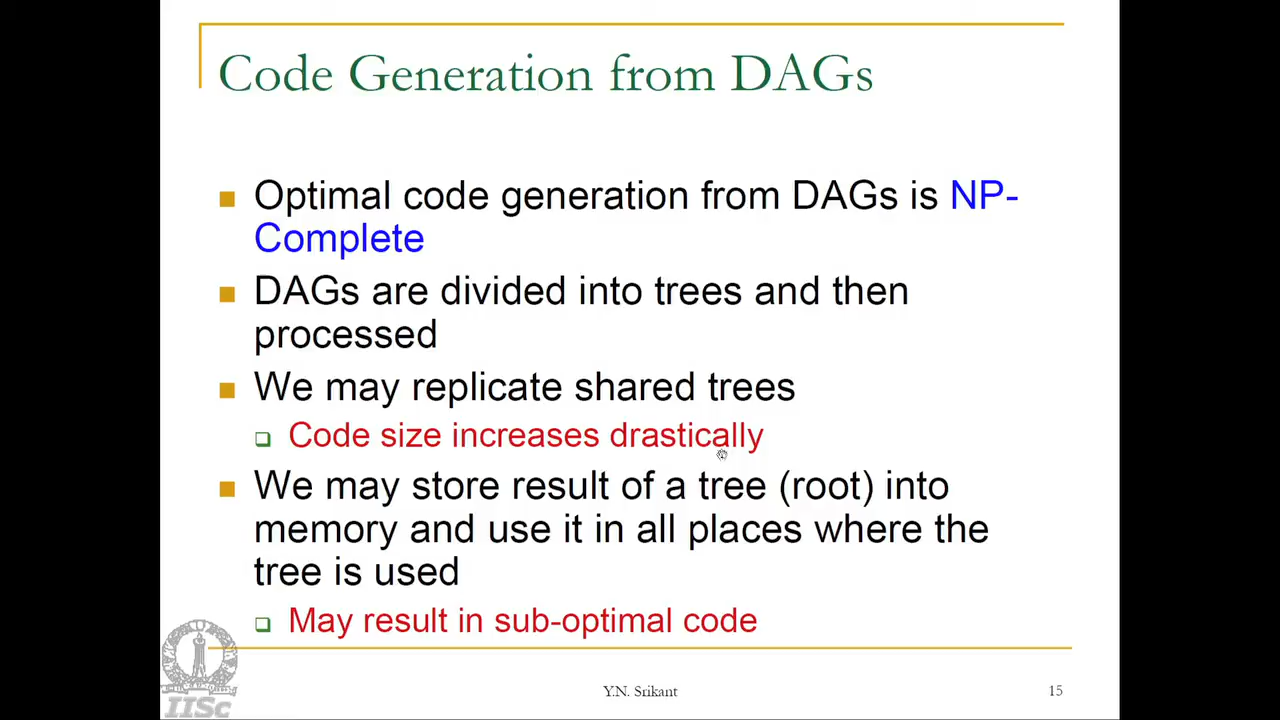 Code Generation from DAGs
Optimal code generation from DAGs is NP-
Complete
DAGs are divided into trees and then
processed
We may replicate shared trees
Code size increases drastically
We may store result of a tree (root) into
memory and use it in all places where the
tree is used
May result in sub-optimal code
IISc
Y.N. Srikant
15